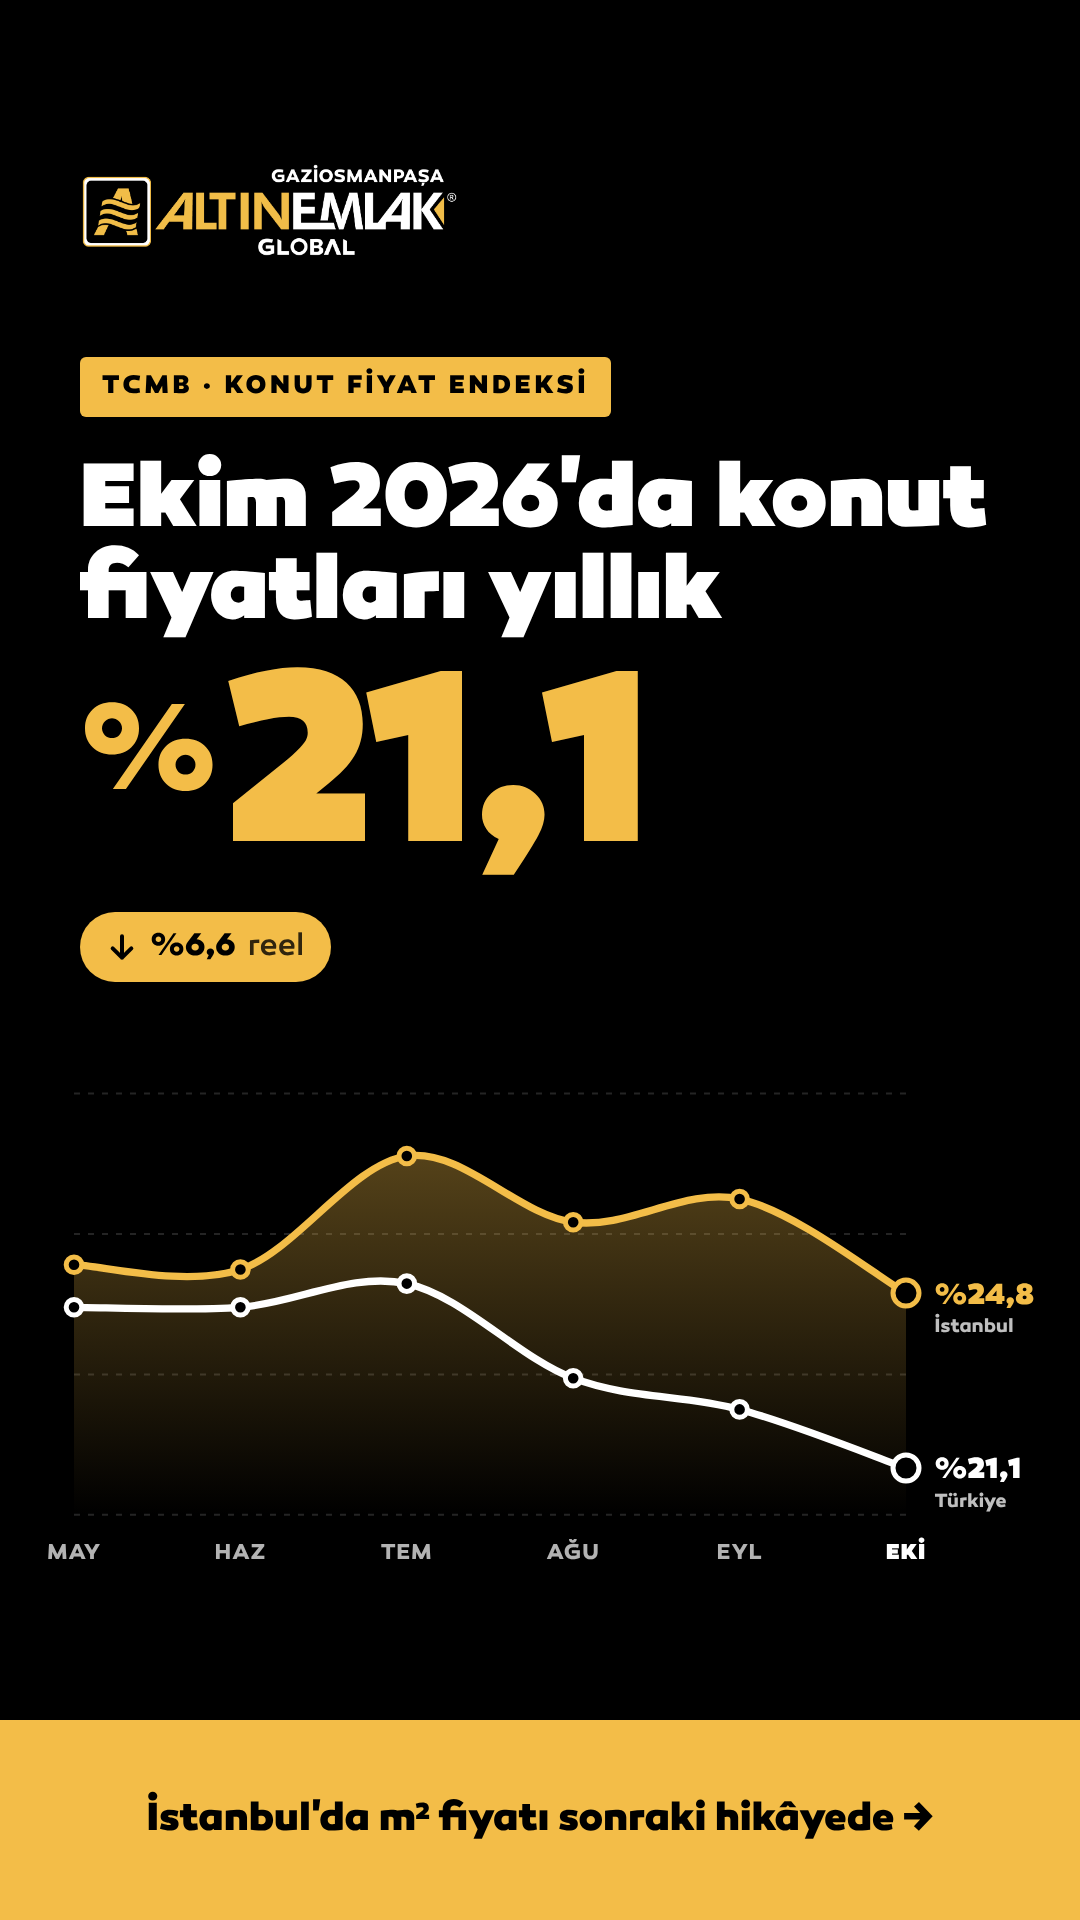 GAZİOSMANPAŞA
ALTINEMLAK®
GLOBAL
TCMB · KONUT FİYAT ENDEKSİ
Ekim 2026'da konut
fiyatları yıllık
%21,1
↓ %6,6 reel
%24,8
İstanbul
%21,1
Türkiye
MAY HAZ TEM AĞU EYL EKİ
İstanbul'da m² fiyatı sonraki hikâyede →